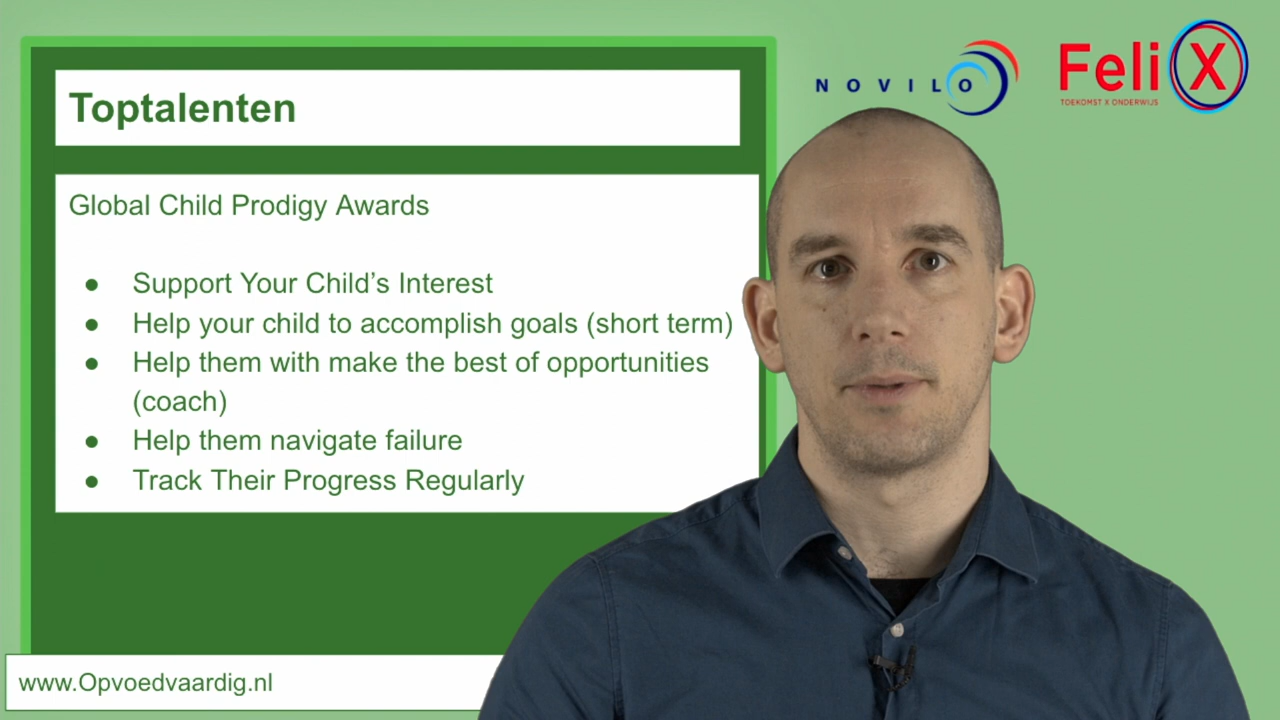 Toptalenten
NOVILO
FeliX
TOEKOMST X ONDERWIJS
Global Child Prodigy Awards
● Support Your Child’s Interest
● Help your child to accomplish goals (short term)
● Help them with make the best of opportunities
(coach)
● Help them navigate failure
● Track Their Progress Regularly
www.Opvoedvaardig.nl